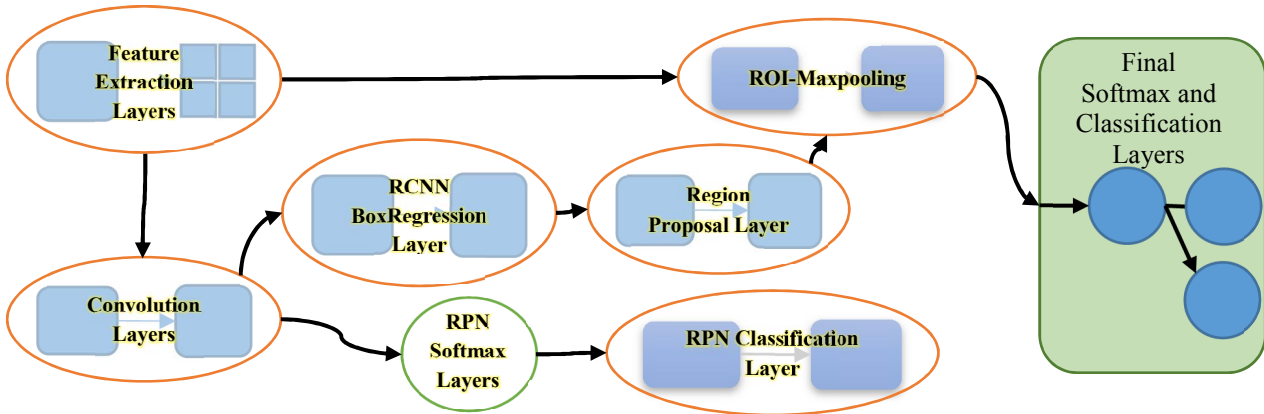 Feature
Extraction
Layers
ROI-Maxpooling
Final
Softmax and
Classification
Layers
RCNN
BoxRegression
Layer
Region
Proposal Layer
Convolution
Layers
RPN
Softmax
Layers
RPN Classification
Layer